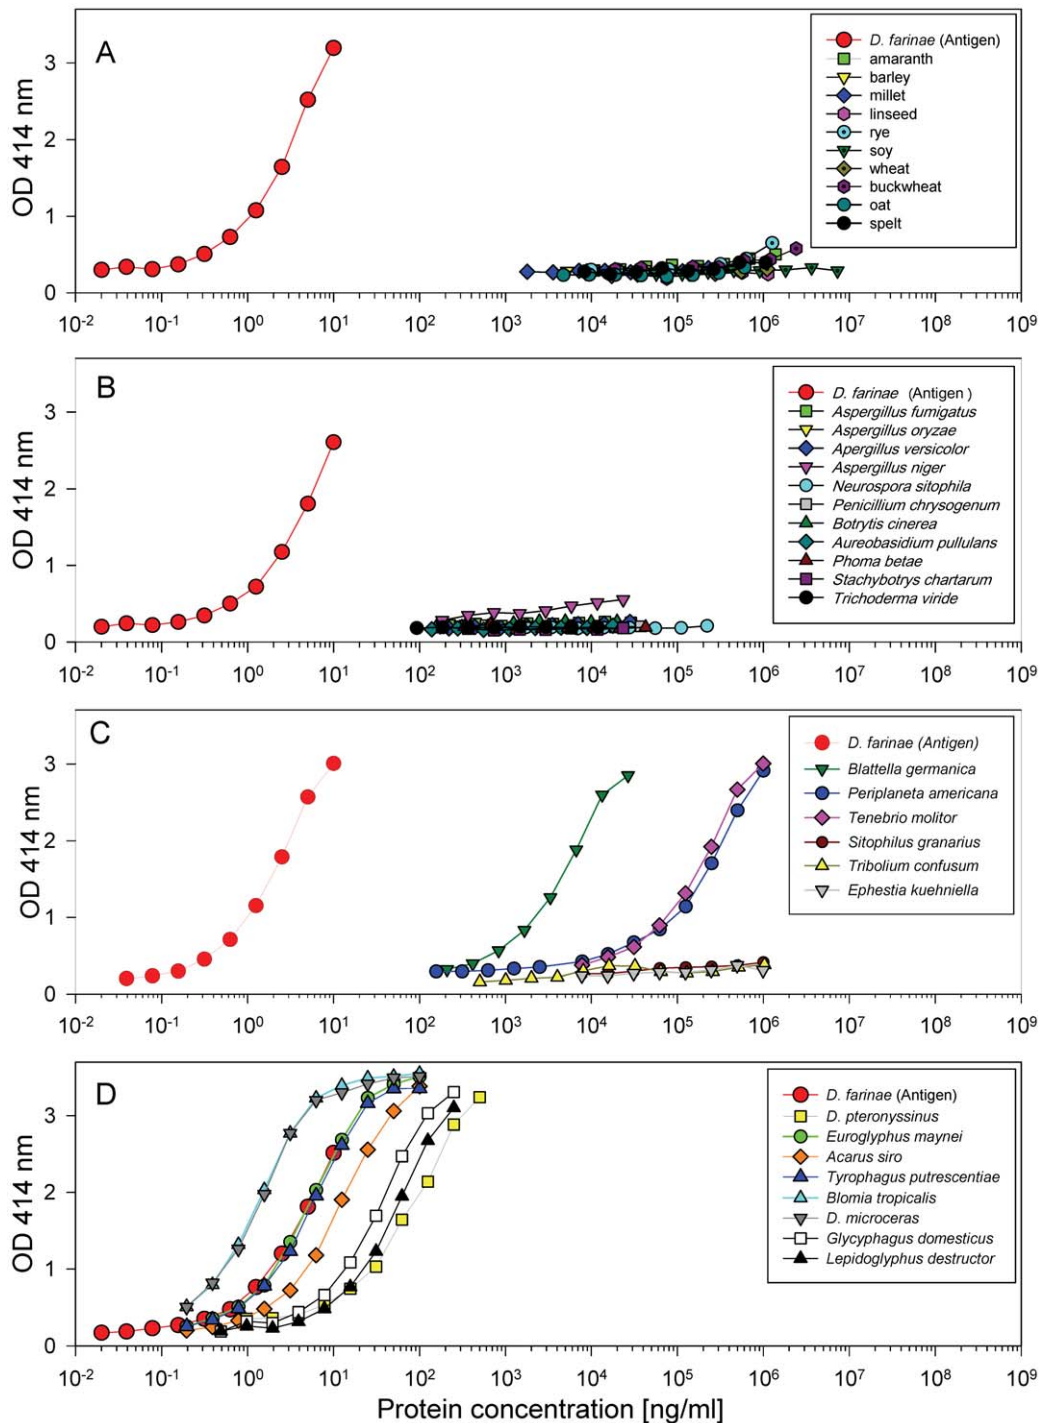 A
OD 414 nm
3
2
1
0
D. farinae (Antigen)
amaranth
barley
millet
linseed
rye
soy
wheat
buckwheat
oat
spelt
10-2 10-1 100 101 102 103 104 105 106 107 108 109
B
OD 414 nm
3
2
1
0
D. farinae (Antigen )
Aspergillus fumigatus
Aspergillus oryzae
Apergillus versicolor
Aspergillus niger
Neurospora sitophila
Penicillium chrysogenum
Botrytis cinerea
Aureobasidium pullulans
Phoma betae
Stachybotrys chartarum
Trichoderma viride
10-2 10-1 100 101 102 103 104 105 106 107 108 109
C
OD 414 nm
3
2
1
0
D. farinae (Antigen)
Blattella germanica
Periplaneta americana
Tenebrio molitor
Sitophilus granarius
Tribolium confusum
Ephestia kuehniella
10-2 10-1 100 101 102 103 104 105 106 107 108 109
D
OD 414 nm
3
2
1
0
D. farinae (Antigen)
D. pteronyssinus
Euroglyphus maynei
Acarus siro
Tyrophagus putrescentiae
Blomia tropicalis
D. microceras
Glycyphagus domesticus
Lepidoglyphus destructor
10-2 10-1 100 101 102 103 104 105 106 107 108 109
Protein concentration [ng/ml]